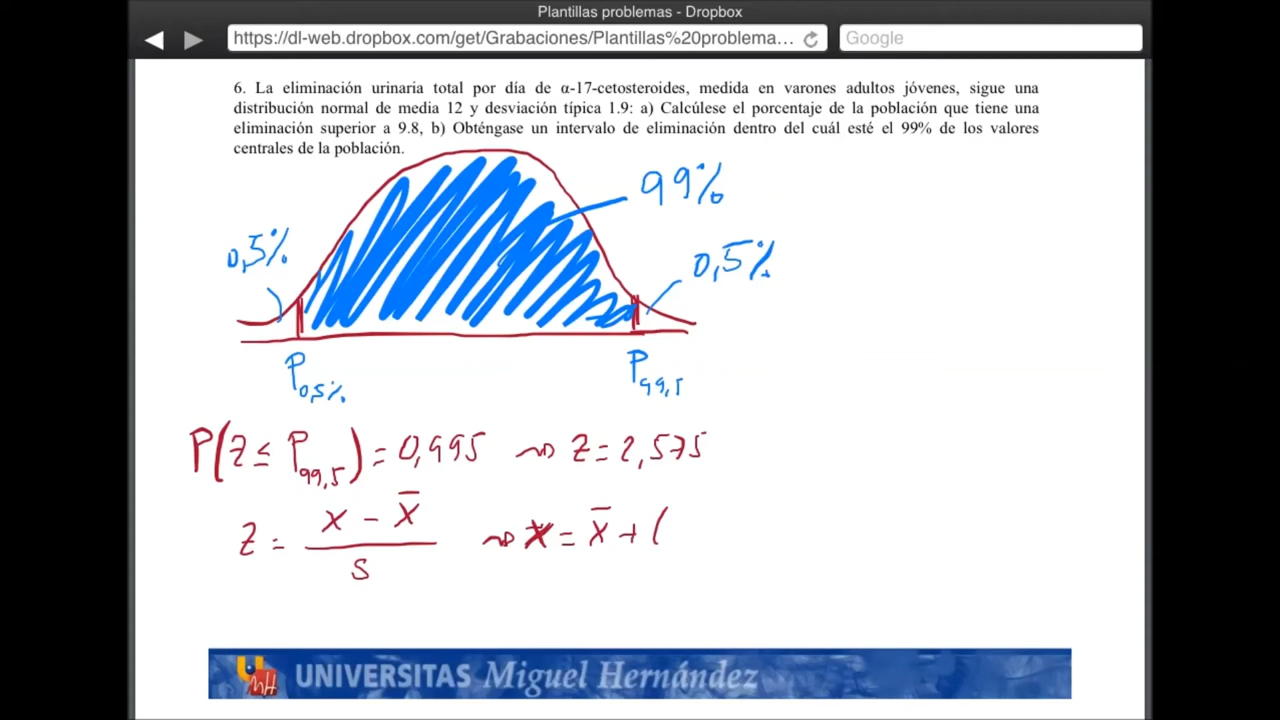 Plantillas problemas - Dropbox
https://dl-web.dropbox.com/get/Grabaciones/Plantillas%20problema...
Google
6. La eliminación urinaria total por día de α-17-cetosteroides, medida en varones adultos jóvenes, sigue una
distribución normal de media 12 y desviación típica 1.9: a) Calcúlese el porcentaje de la población que tiene una
eliminación superior a 9.8, b) Obténgase un intervalo de eliminación dentro del cuál esté el 99% de los valores
centrales de la población.
99%
0,5%
0,5%
P0,5%
P99,5
P(Z ≤ P99,5) = 0,995 ⇝ Z = 2,575
Z = x - x̄ / s ⇝ x = x̄ + (
UMH UNIVERSITAS Miguel Hernández